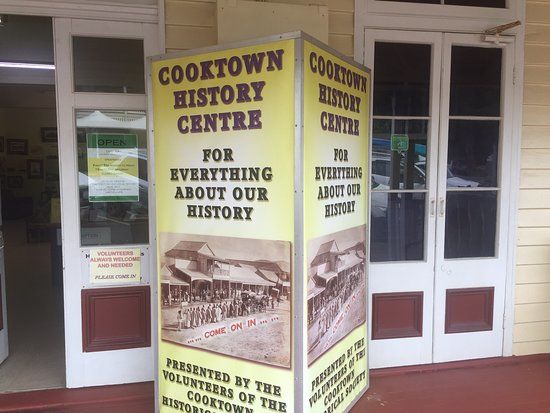 OPEN
VOLUNTEERS
ALWAYS WELCOME
AND NEEDED
PLEASE COME IN
COOKTOWN
HISTORY
CENTRE
FOR
EVERYTHING
ABOUT OUR
HISTORY
... ... COME ON IN ... ...
PRESENTED BY THE
VOLUNTEERS OF THE
COOKTOWN
COOKTOWN
HISTORY
CENTRE
FOR
EVERYTHING
ABOUT OUR
HISTORY
COME ON IN
PRESENTED BY THE
VOLUNTEERS OF THE
COOKTOWN
SOCIETY